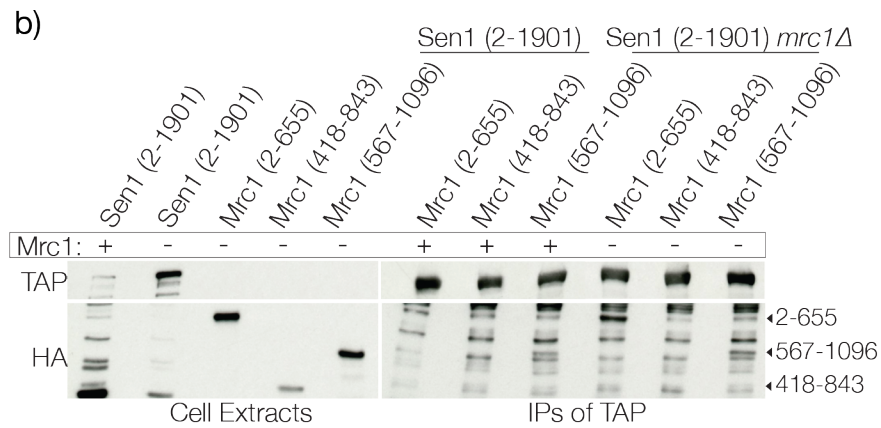 b)
Sen1 (2-1901) Sen1 (2-1901) mrc1Δ
Sen1 (2-1901)
Sen1 (2-1901)
Mrc1 (2-655)
Mrc1 (418-843)
Mrc1 (567-1096)
Mrc1 (2-655)
Mrc1 (418-843)
Mrc1 (567-1096)
Mrc1 (2-655)
Mrc1 (418-843)
Mrc1 (567-1096)
Mrc1: + - - - - + + + - - -
TAP
HA
◂2-655
◂567-1096
◂418-843
Cell Extracts IPs of TAP